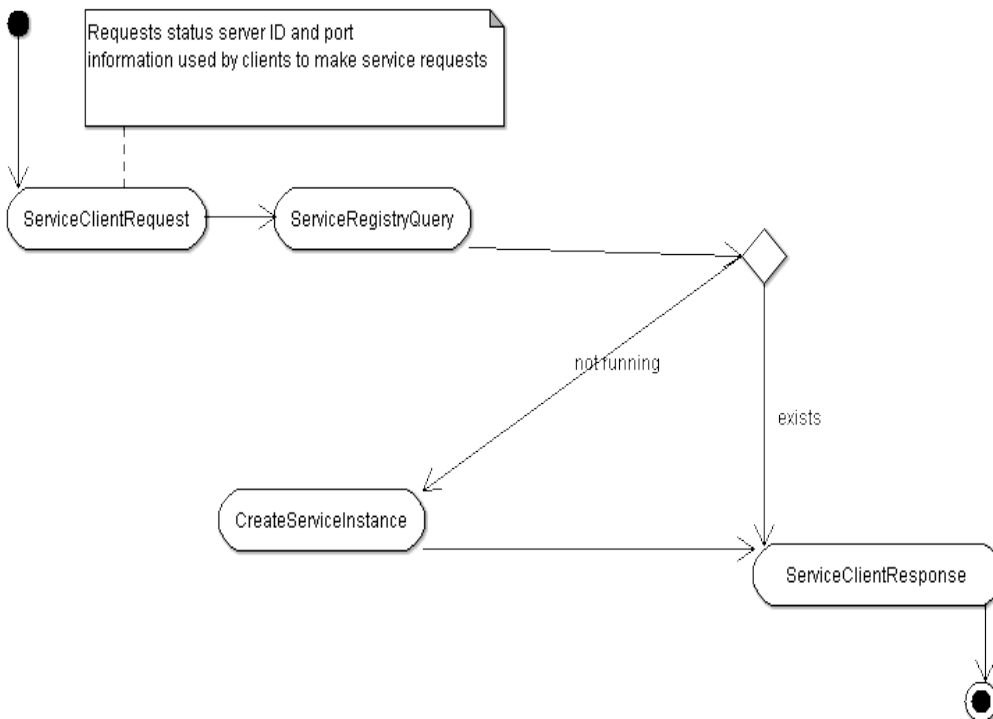 Requests status server ID and port
information used by clients to make service requests
ServiceClientRequest
ServiceRegistryQuery
not running
exists
CreateServiceInstance
ServiceClientResponse